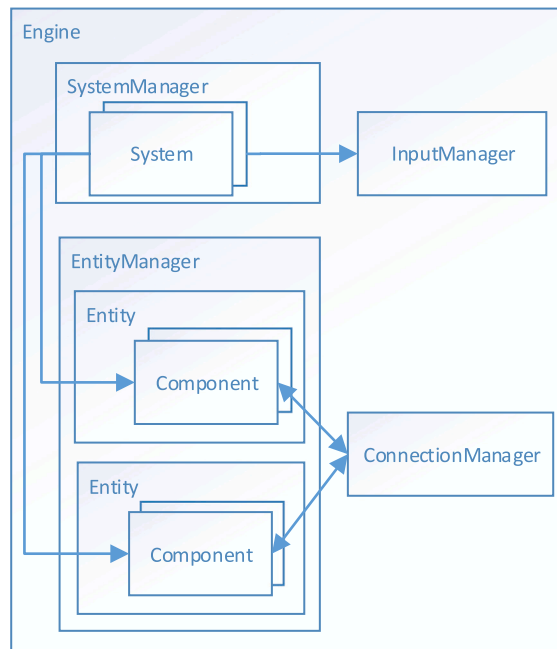 Engine
SystemManager
System
InputManager
EntityManager
Entity
Component
ConnectionManager
Entity
Component